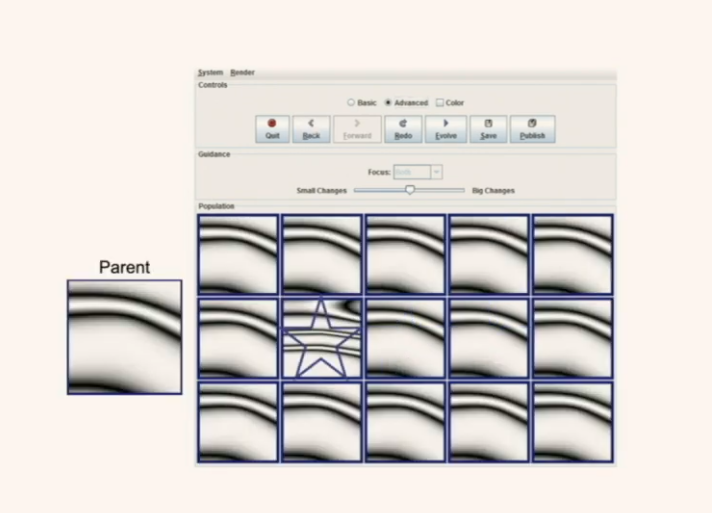 System Render
Controls
Basic Advanced Color
Quit Back Forward Redo Evolve Save Publish
Guidance
Focus: Both
Small Changes Big Changes
Population
Parent